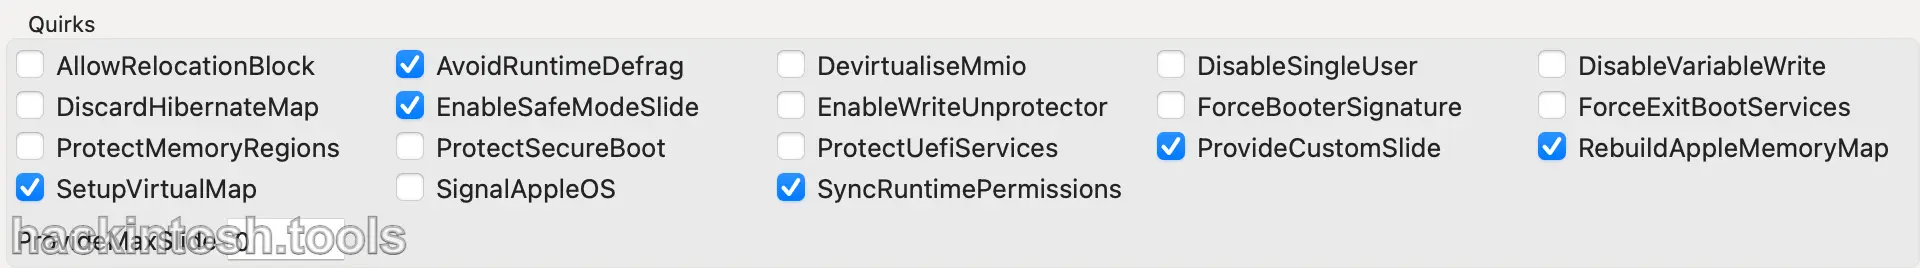 Quirks
AllowRelocationBlock AvoidRuntimeDefrag DevirtualiseMmio DisableSingleUser DisableVariableWrite
DiscardHibernateMap EnableSafeModeSlide EnableWriteUnprotector ForceBooterSignature ForceExitBootServices
ProtectMemoryRegions ProtectSecureBoot ProtectUefiServices ProvideCustomSlide RebuildAppleMemoryMap
SetupVirtualMap SignalAppleOS SyncRuntimePermissions
ProvideMaxSlide 0
hackintosh.tools